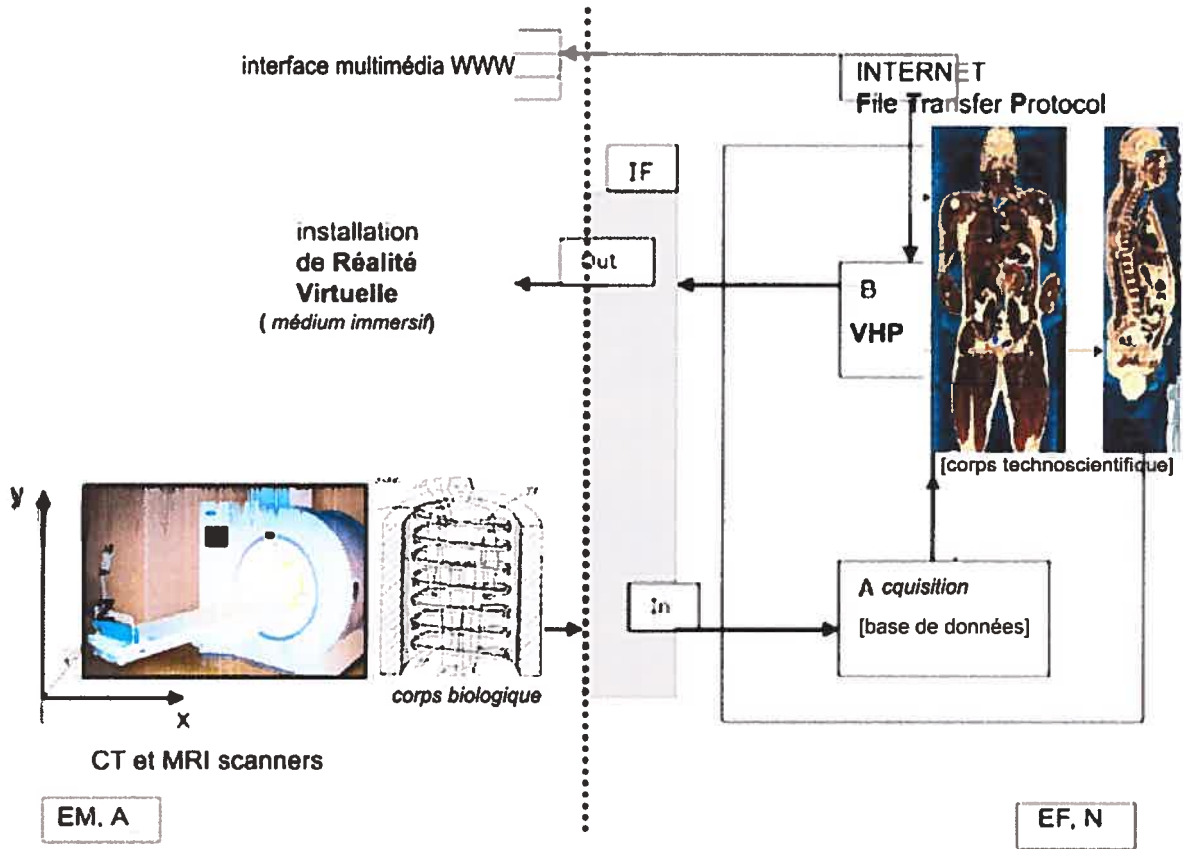 interface multimédia WWW
INTERNET
File Transfer Protocol
IF
installation
de Réalité
Virtuelle
( médium immersif)
Out
B
VHP
[corps technoscientifique]
y
x
corps biologique
In
A cquisition
[base de données]
CT et MRI scanners
EM, A
EF, N